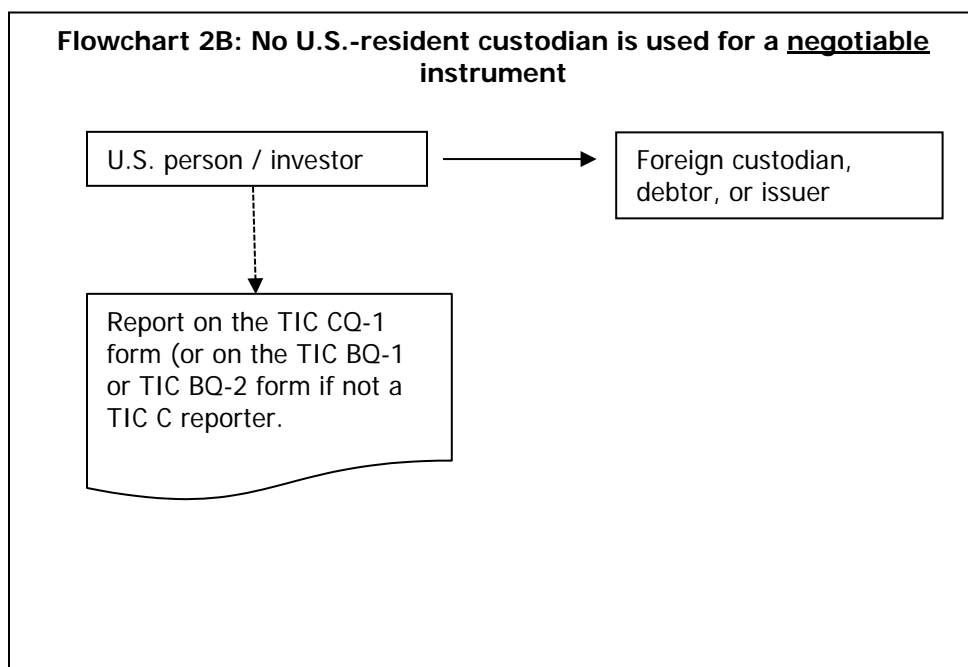 Flowchart 2B: No U.S.-resident custodian is used for a negotiable
instrument
U.S. person / investor
Foreign custodian,
debtor, or issuer
Report on the TIC CQ-1
form (or on the TIC BQ-1
or TIC BQ-2 form if not a
TIC C reporter.